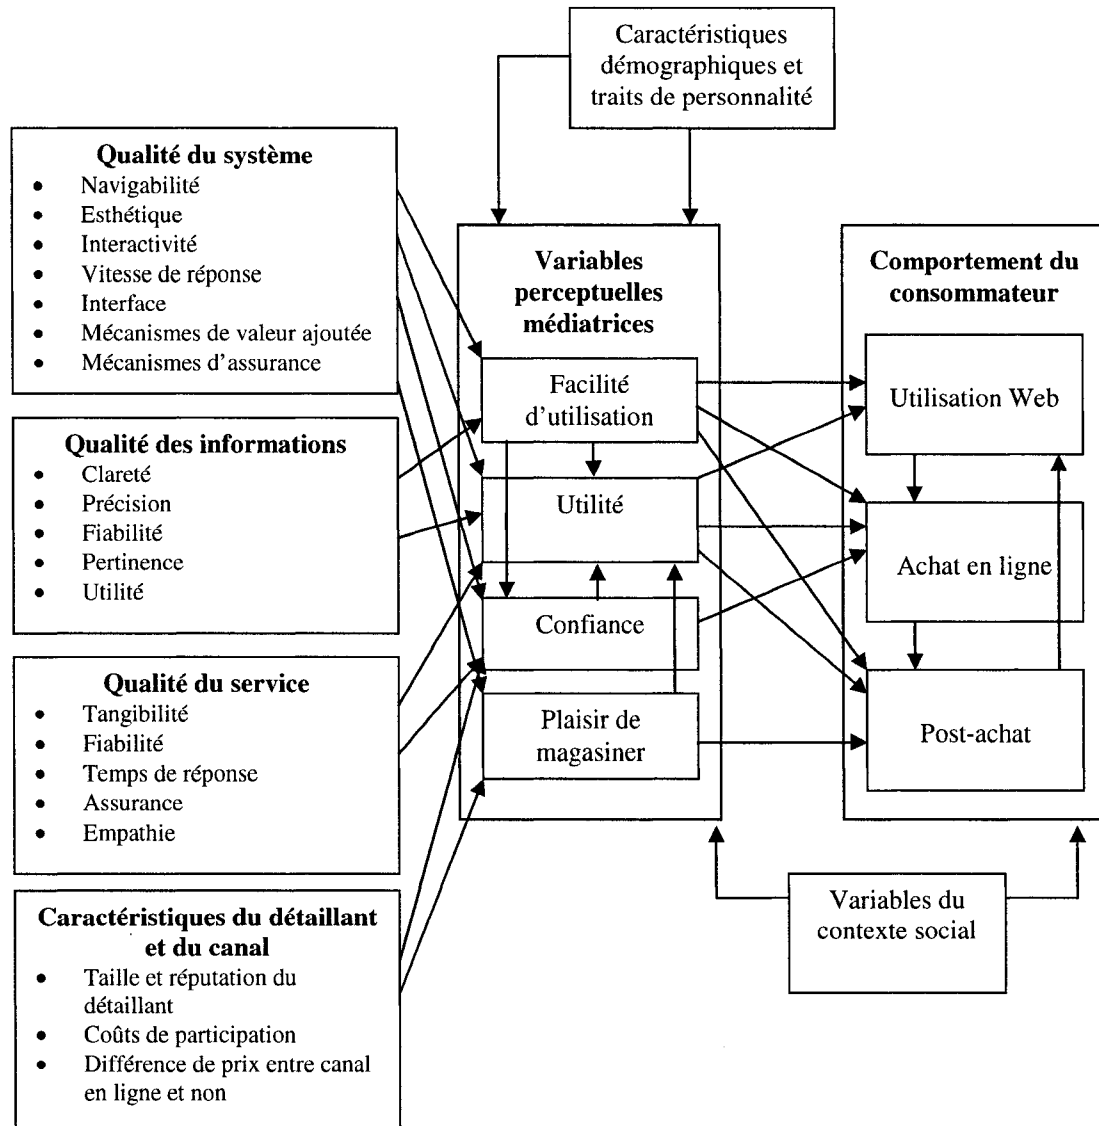 Caractéristiques
démographiques et
traits de personnalité
Qualité du système
• Navigabilité
• Esthétique
• Interactivité
• Vitesse de réponse
• Interface
• Mécanismes de valeur ajoutée
• Mécanismes d'assurance
Qualité des informations
• Clareté
• Précision
• Fiabilité
• Pertinence
• Utilité
Qualité du service
• Tangibilité
• Fiabilité
• Temps de réponse
• Assurance
• Empathie
Caractéristiques du détaillant
et du canal
• Taille et réputation du
détaillant
• Coûts de participation
• Différence de prix entre canal
en ligne et non
Variables
perceptuelles
médiatrices
Facilité
d'utilisation
Utilité
Confiance
Plaisir de
magasiner
Comportement du
consommateur
Utilisation Web
Achat en ligne
Post-achat
Variables du
contexte social